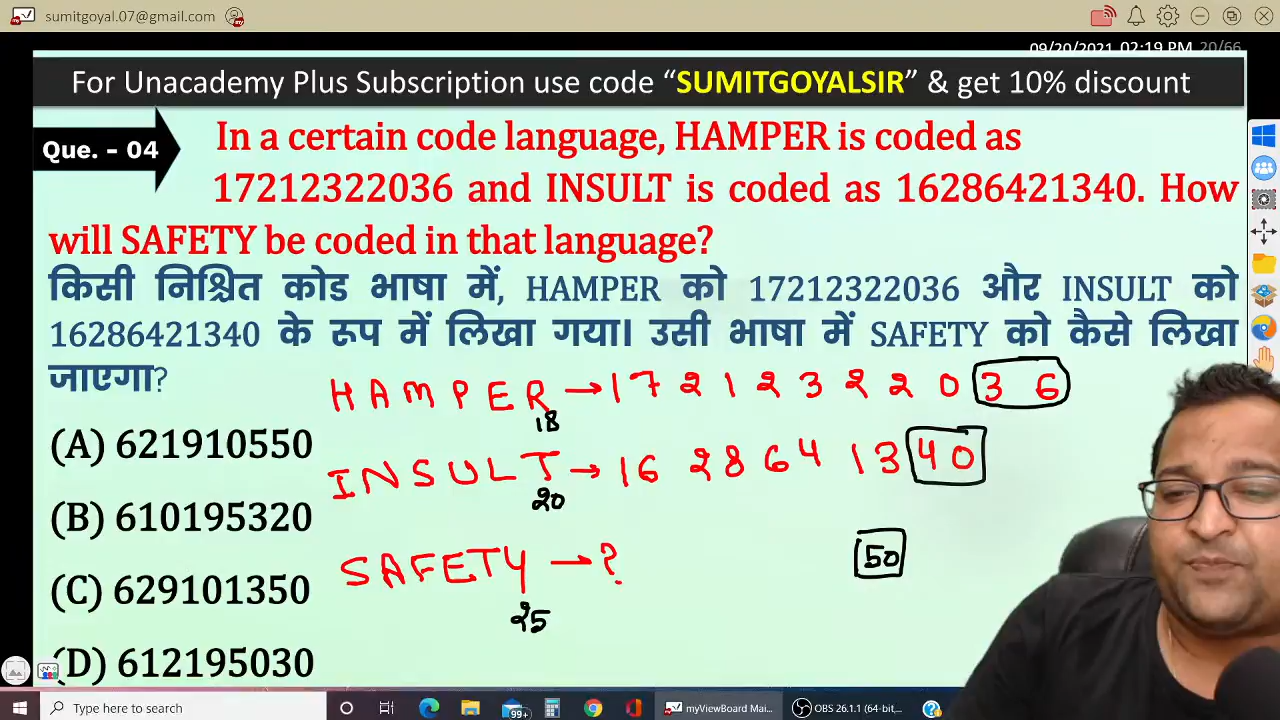 sumitgoyal.07@gmail.com
09/20/2021 02:19 PM 20/66
For Unacademy Plus Subscription use code “SUMITGOYALSIR” & get 10% discount
Que. - 04
In a certain code language, HAMPER is coded as
17212322036 and INSULT is coded as 16286421340. How
will SAFETY be coded in that language?
किसी निश्चित कोड भाषा में, HAMPER को 17212322036 और INSULT को
16286421340 के रूप में लिखा गया। उसी भाषा में SAFETY को कैसे लिखा
जाएगा?
HAMPER → 17 2 1 2 3 2 2 0 3 6
18
(A) 621910550
INSULT → 16 28 64 13 40
20
(B) 610195320
SAFETY → ?
50
(C) 629101350
25
(D) 612195030
Type here to search
99+
myViewBoard Mai...
OBS 26.1.1 (64-bit, ...